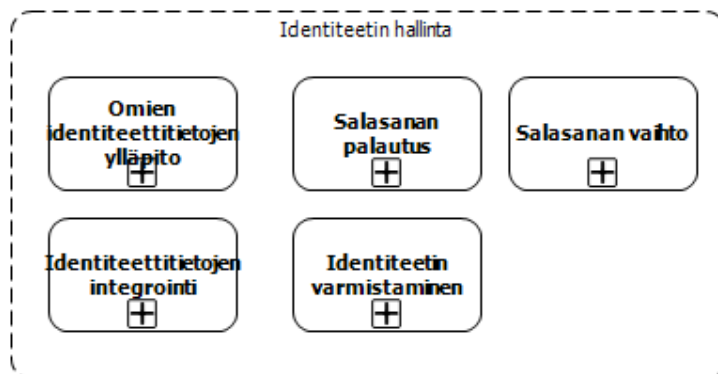 Identiteetin hallinta
Omien
identiteettitietojen
ylläpito
Salasanan
palautus
Salasanan vaihto
Identiteettitietojen
integrointi
Identiteetin
varmistaminen